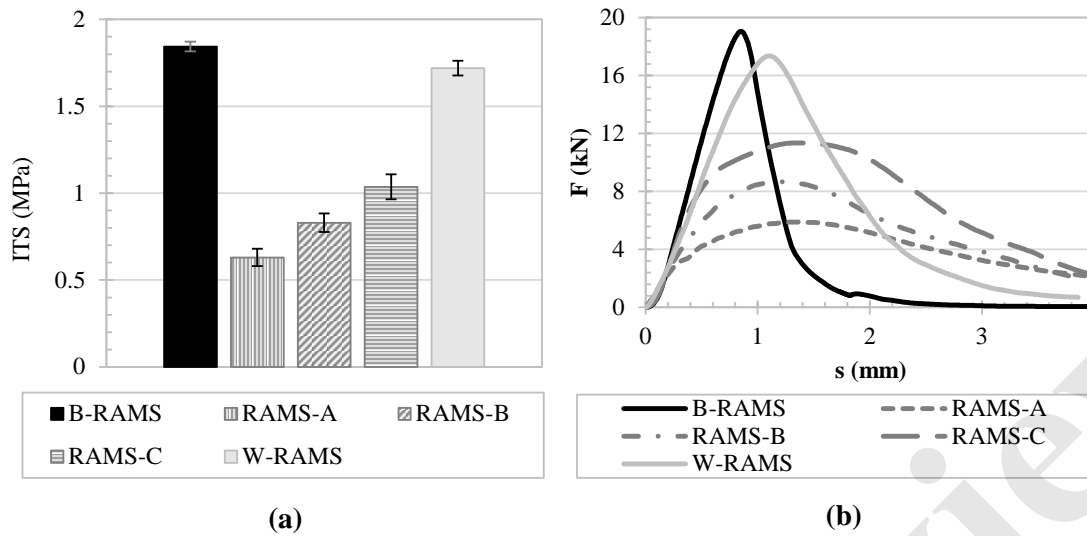 2
1.5
1
0.5
0
ITS (MPa)
B-RAMS RAMS-A RAMS-B
RAMS-C W-RAMS
(a)
20
16
12
8
4
0
F (kN)
0 1 2 3
s (mm)
B-RAMS RAMS-A
RAMS-B RAMS-C
W-RAMS
(b)